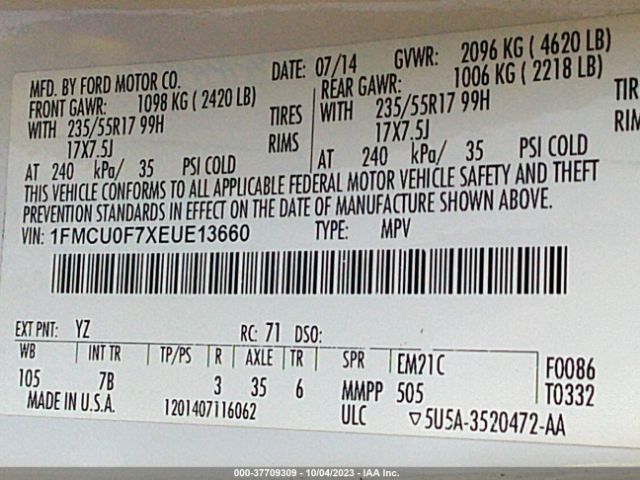 MFD. BY FORD MOTOR CO. DATE: 07/14 GVWR: 2096 KG ( 4620 LB)
FRONT GAWR: 1098 KG ( 2420 LB) REAR GAWR: 1006 KG ( 2218 LB)
WITH 235/55R17 99H TIRES WITH 235/55R17 99H TIR
17X7.5J RIMS 17X7.5J RIM
AT 240 kPa/ 35 PSI COLD AT 240 kPa/ 35 PSI COLD
THIS VEHICLE CONFORMS TO ALL APPLICABLE FEDERAL MOTOR VEHICLE SAFETY AND THEFT
PREVENTION STANDARDS IN EFFECT ON THE DATE OF MANUFACTURE SHOWN ABOVE.
VIN: 1FMCU0F7XEUE13660 TYPE: MPV
EXT PNT: YZ RC: 71 DSO:
WB INT TR TP/PS R AXLE TR SPR EM21C F0086
105 7B 3 35 6 MMPP 505 T0332
MADE IN U.S.A. 1201407116062 ULC ▽5U5A-3520472-AA
000-37709309 - 10/04/2023 - IAA Inc.